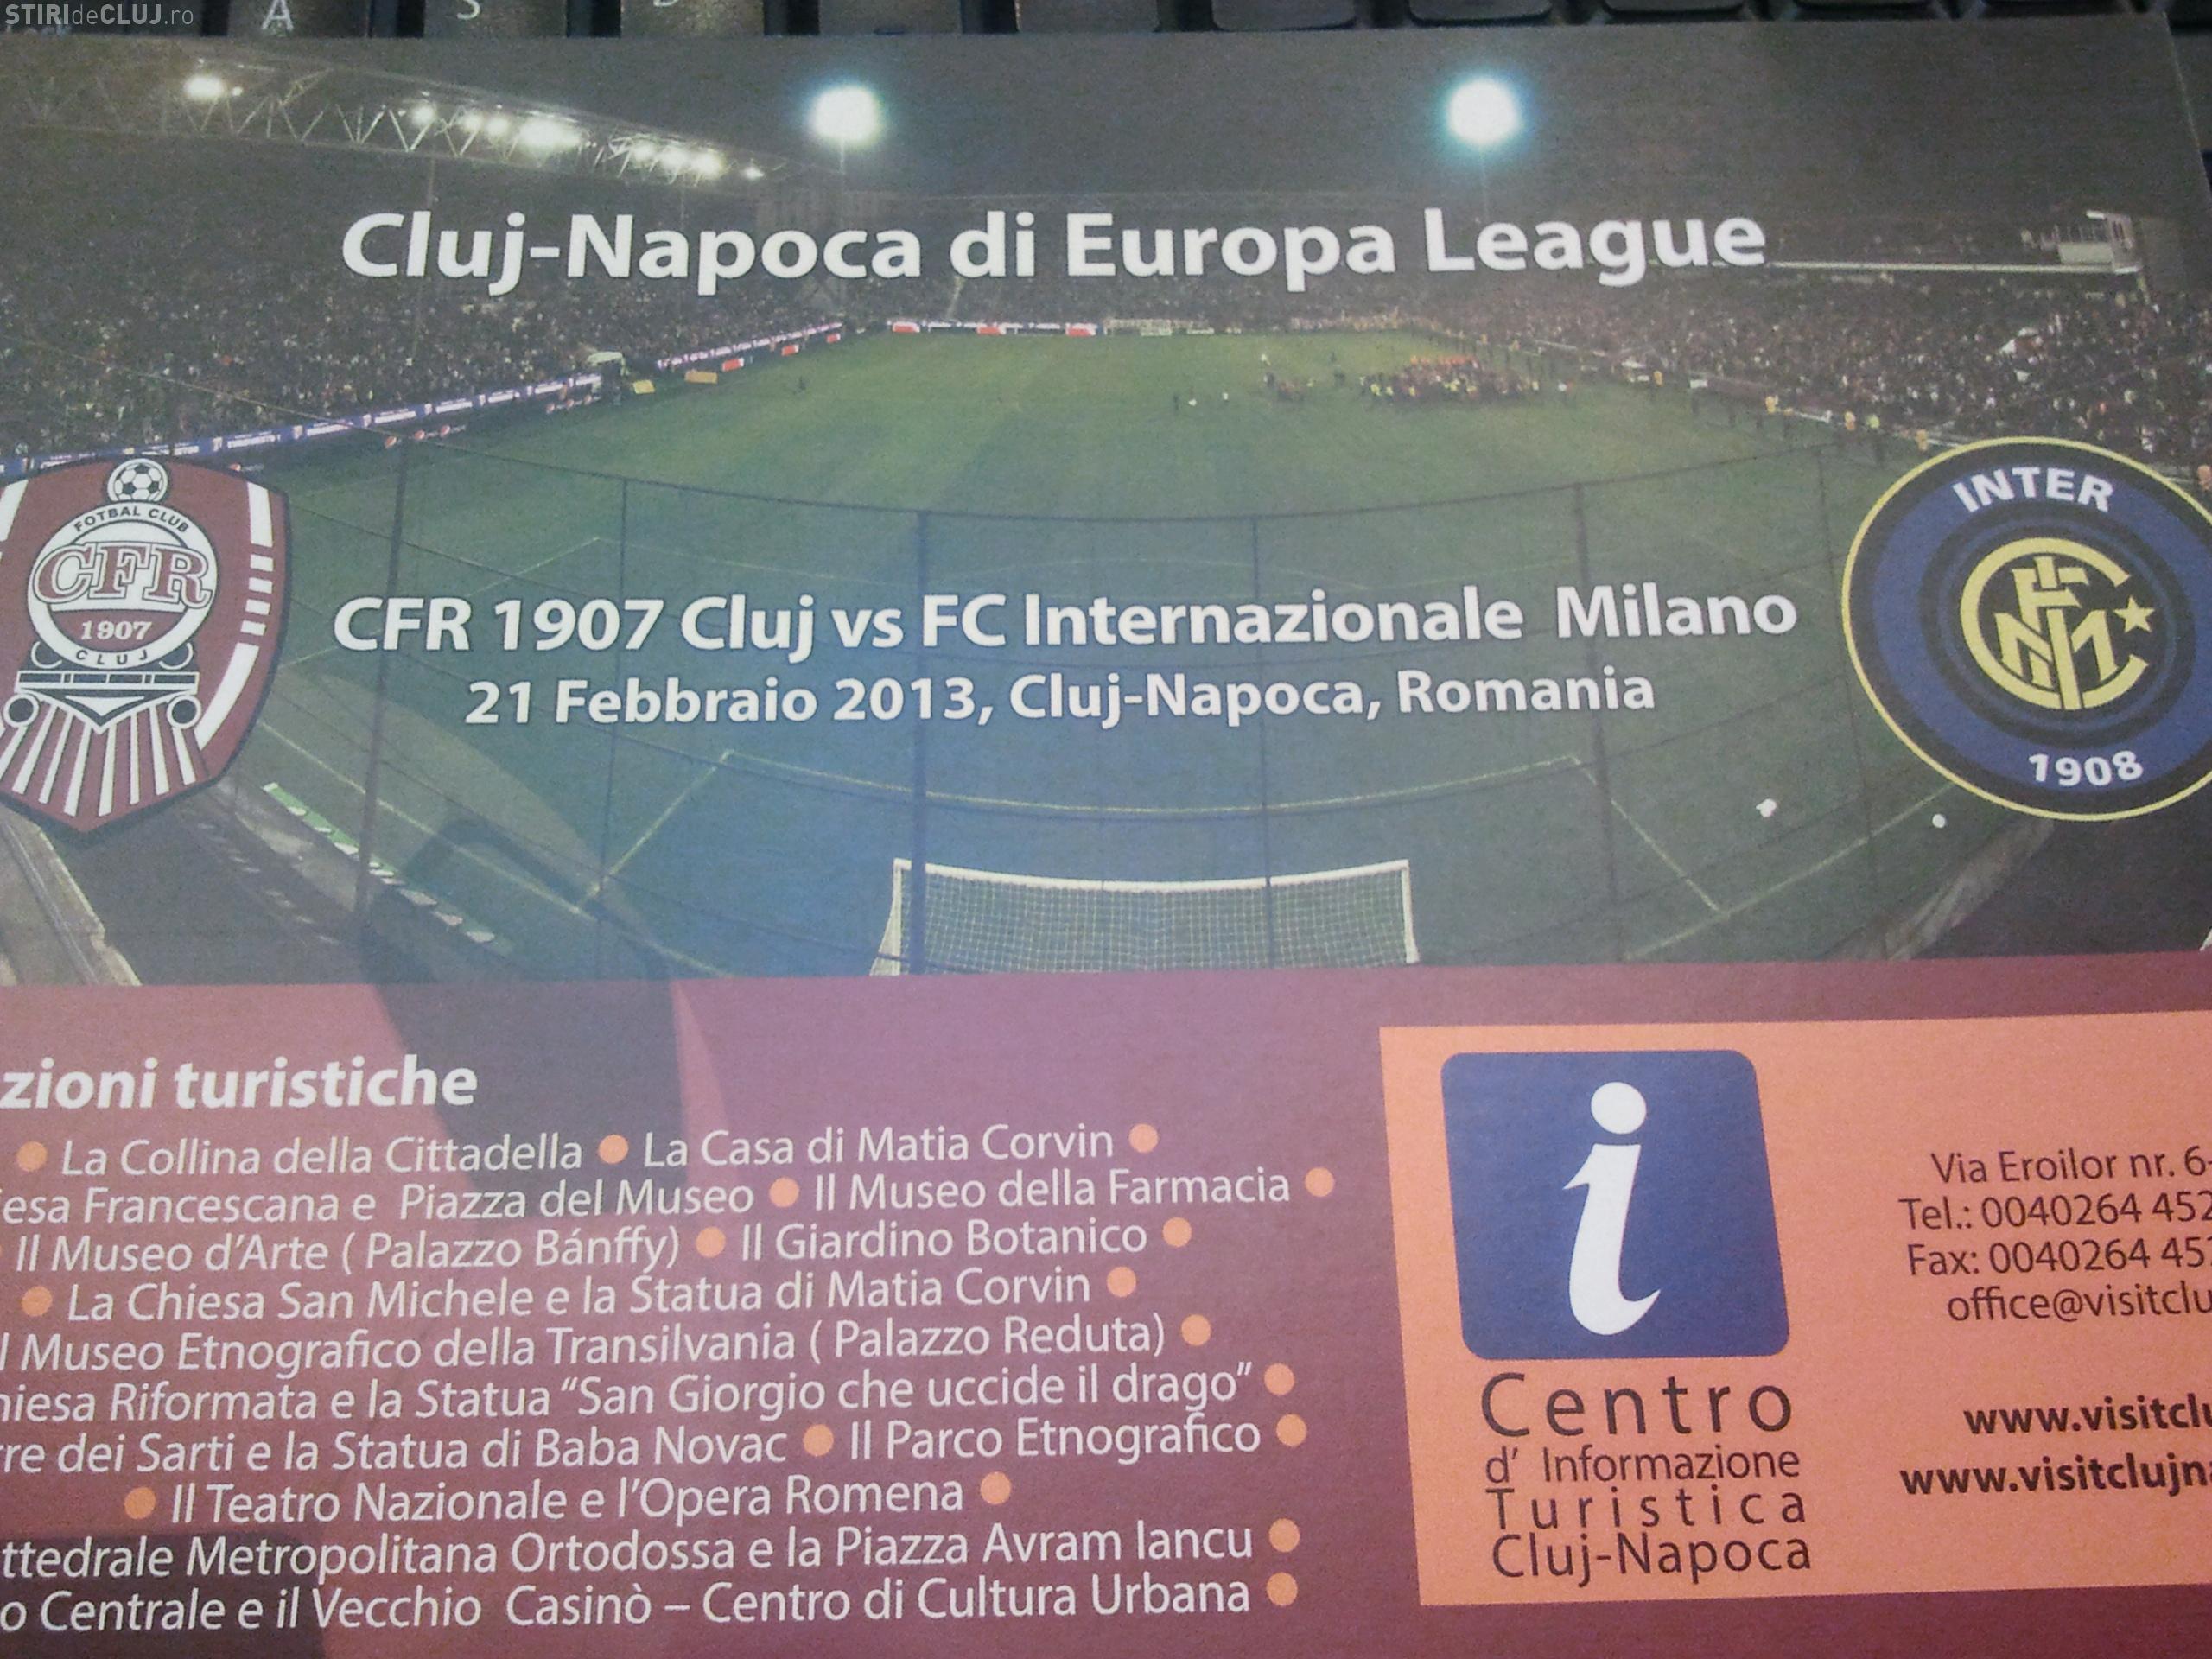 STIRIdeCLUJ.ro
A S D
Cluj-Napoca di Europa League
INTER
FOTBAL CLUB
CFR
1907
CLUJ
CFR 1907 Cluj vs FC Internazionale Milano
21 Febbraio 2013, Cluj-Napoca, Romania
1908
zioni turistiche
• La Collina della Cittadella • La Casa di Matia Corvin •
iesa Francescana e Piazza del Museo • Il Museo della Farmacia •
Il Museo d'Arte ( Palazzo Bánffy) • Il Giardino Botanico •
• La Chiesa San Michele e la Statua di Matia Corvin •
l Museo Etnografico della Transilvania ( Palazzo Reduta) •
hiesa Riformata e la Statua “San Giorgio che uccide il drago” •
rre dei Sarti e la Statua di Baba Novac • Il Parco Etnografico •
• Il Teatro Nazionale e l'Opera Romena •
ttedrale Metropolitana Ortodossa e la Piazza Avram Iancu •
o Centrale e il Vecchio Casinò – Centro di Cultura Urbana •
i
Centro
d' Informazione
Turistica
Cluj-Napoca
Via Eroilor nr. 6-
Tel.: 0040264 452
Fax: 0040264 45
office@visitclu
www.visitclu
www.visitclujna